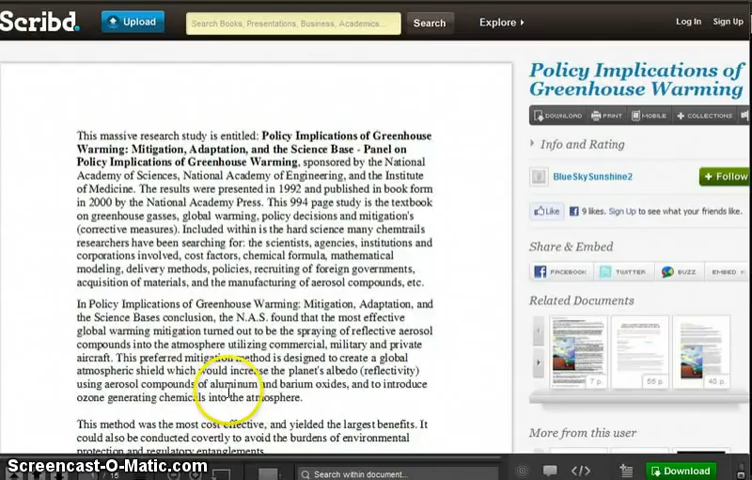 Scribd.
Upload
Search Books, Presentations, Business, Academics...
Search
Explore
Log In
Sign Up
Policy Implications of
Greenhouse Warming
DOWNLOAD
PRINT
MOBILE
COLLECTIONS
Info and Rating
BlueSkySunshine2
+ Follow
Like
9 likes. Sign Up to see what your friends like.
Share & Embed
FACEBOOK
TWITTER
BUZZ
EMBED
Related Documents
7 p.
55 p.
More from this user
This massive research study is entitled: Policy Implications of Greenhouse
Warming: Mitigation, Adaptation, and the Science Base - Panel on
Policy Implications of Greenhouse Warming, sponsored by the National
Academy of Sciences, National Academy of Engineering, and the Institute
of Medicine. The results were presented in 1992 and published in book form
in 2000 by the National Academy Press. This 994 page study is the textbook
on greenhouse gasses, global warming, policy decisions and mitigation's
(corrective measures). Included within is the hard science many chemtrails
researchers have been searching for: the scientists, agencies, institutions and
corporations involved, cost factors, chemical formula, mathematical
modeling, delivery methods, policies, recruiting of foreign governments,
acquisition of materials, and the manufacturing of aerosol compounds, etc.
In Policy Implications of Greenhouse Warming: Mitigation, Adaptation, and
the Science Bases conclusion, the N.A.S. found that the most effective
global warming mitigation turned out to be the spraying of reflective aerosol
compounds into the atmosphere utilizing commercial, military and private
aircraft. This preferred mitigation method is designed to create a global
atmospheric shield which would increase the planet's albedo (reflectivity)
using aerosol compounds of aluminum and barium oxides, and to introduce
ozone generating chemicals into the atmosphere.
This method was the most cost effective, and yielded the largest benefits. It
could also be conducted covertly to avoid the burdens of environmental
protection and regulatory entanglements.
Screencast-O-Matic.com
Search within document...
Download